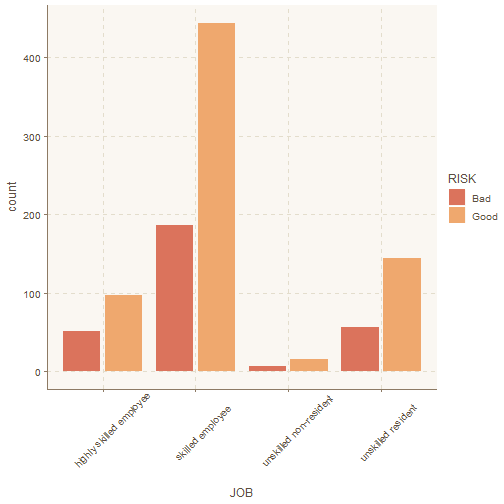 400
300
200
100
0
count
highly skilled employee
skilled employee
unskilled non-resident
unskilled resident
JOB
RISK
Bad
Good